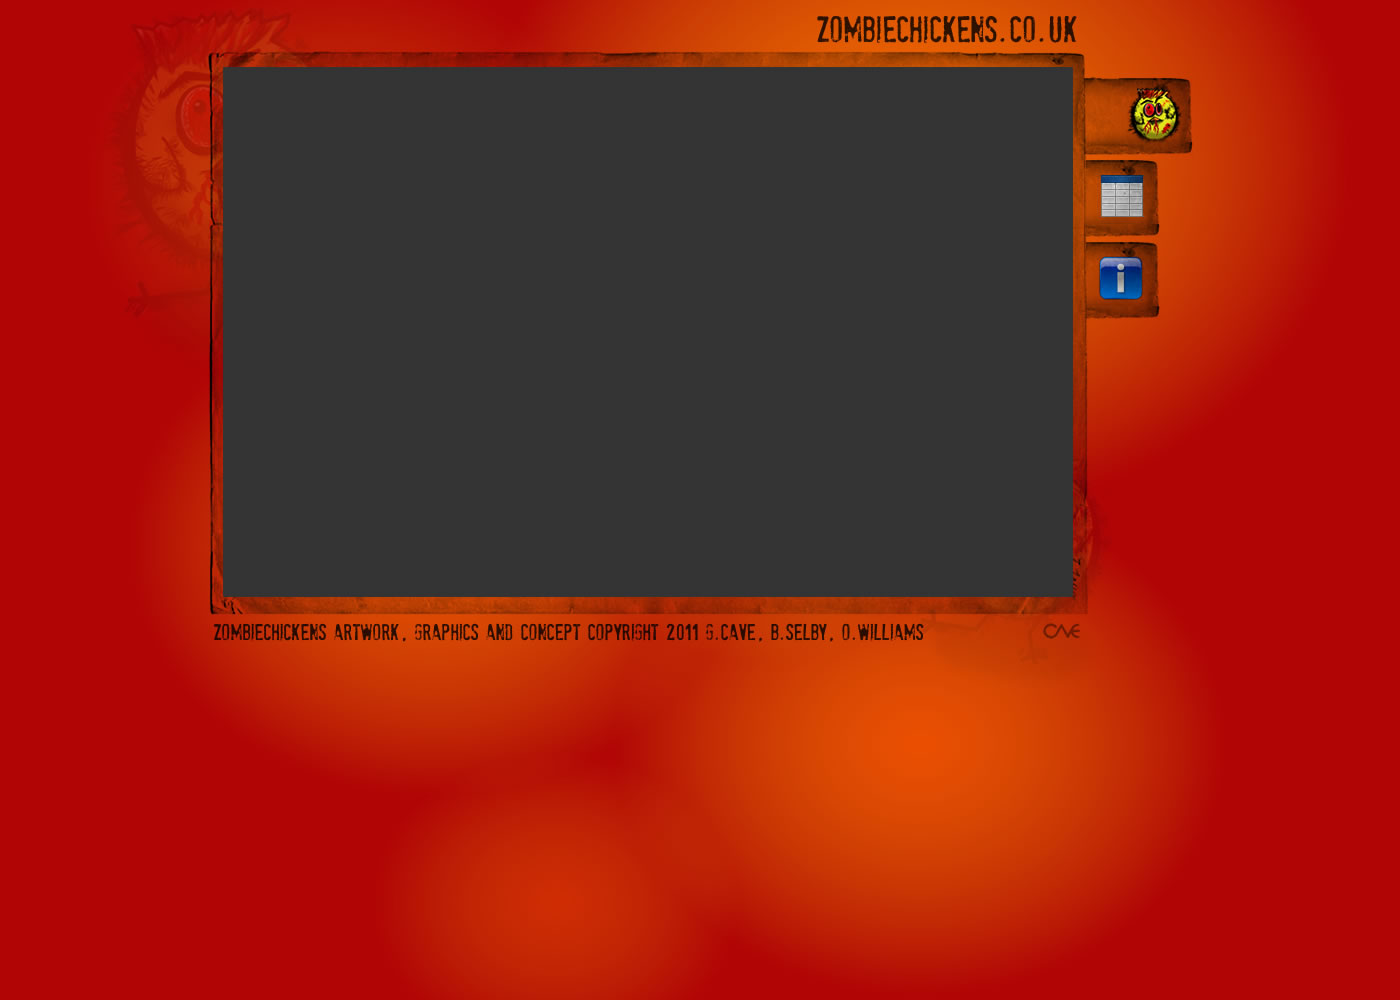 ZOMBIECHICKENS.CO.UK
ZOMBIECHICKENS ARTWORK, GRAPHICS AND CONCEPT COPYRIGHT 2011 G.CAVE, B.SELBY, O.WILLIAMS
CAVE